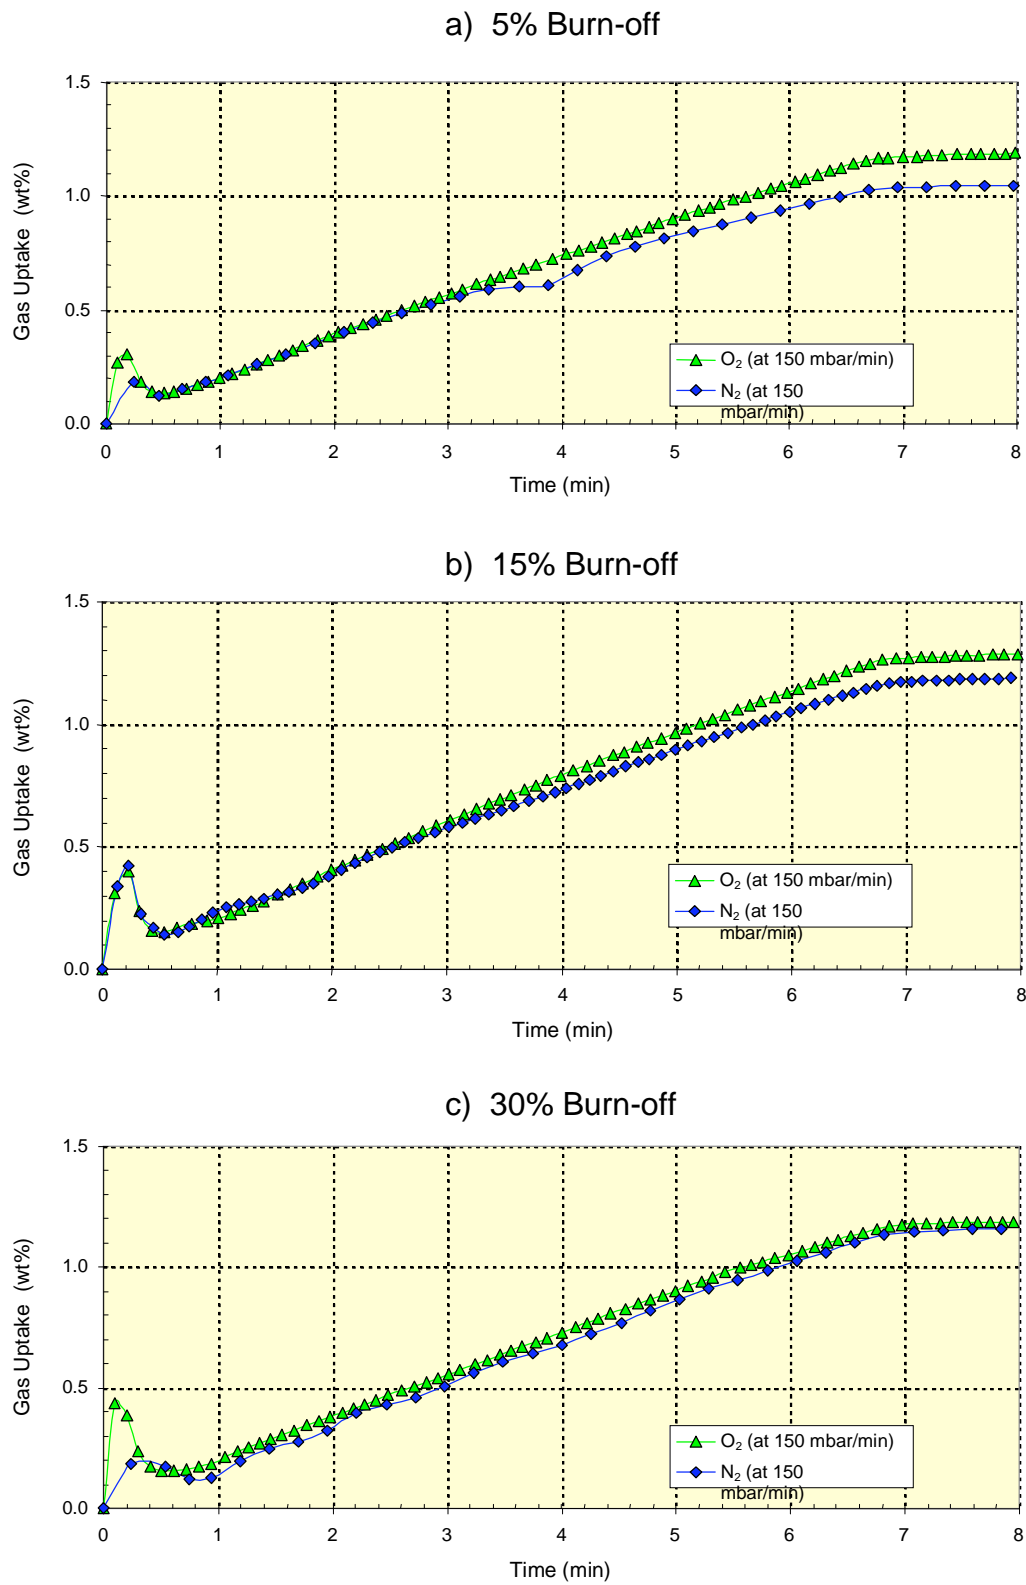 a) 5% Burn-off
1.5
1.0
0.5
0.0
Gas Uptake (wt%)
O₂ (at 150 mbar/min)
N₂ (at 150
mbar/min)
0 1 2 3 4 5 6 7 8
Time (min)
b) 15% Burn-off
1.5
1.0
0.5
0.0
Gas Uptake (wt%)
O₂ (at 150 mbar/min)
N₂ (at 150
mbar/min)
0 1 2 3 4 5 6 7 8
Time (min)
c) 30% Burn-off
1.5
1.0
0.5
0.0
Gas Uptake (wt%)
O₂ (at 150 mbar/min)
N₂ (at 150
mbar/min)
0 1 2 3 4 5 6 7 8
Time (min)